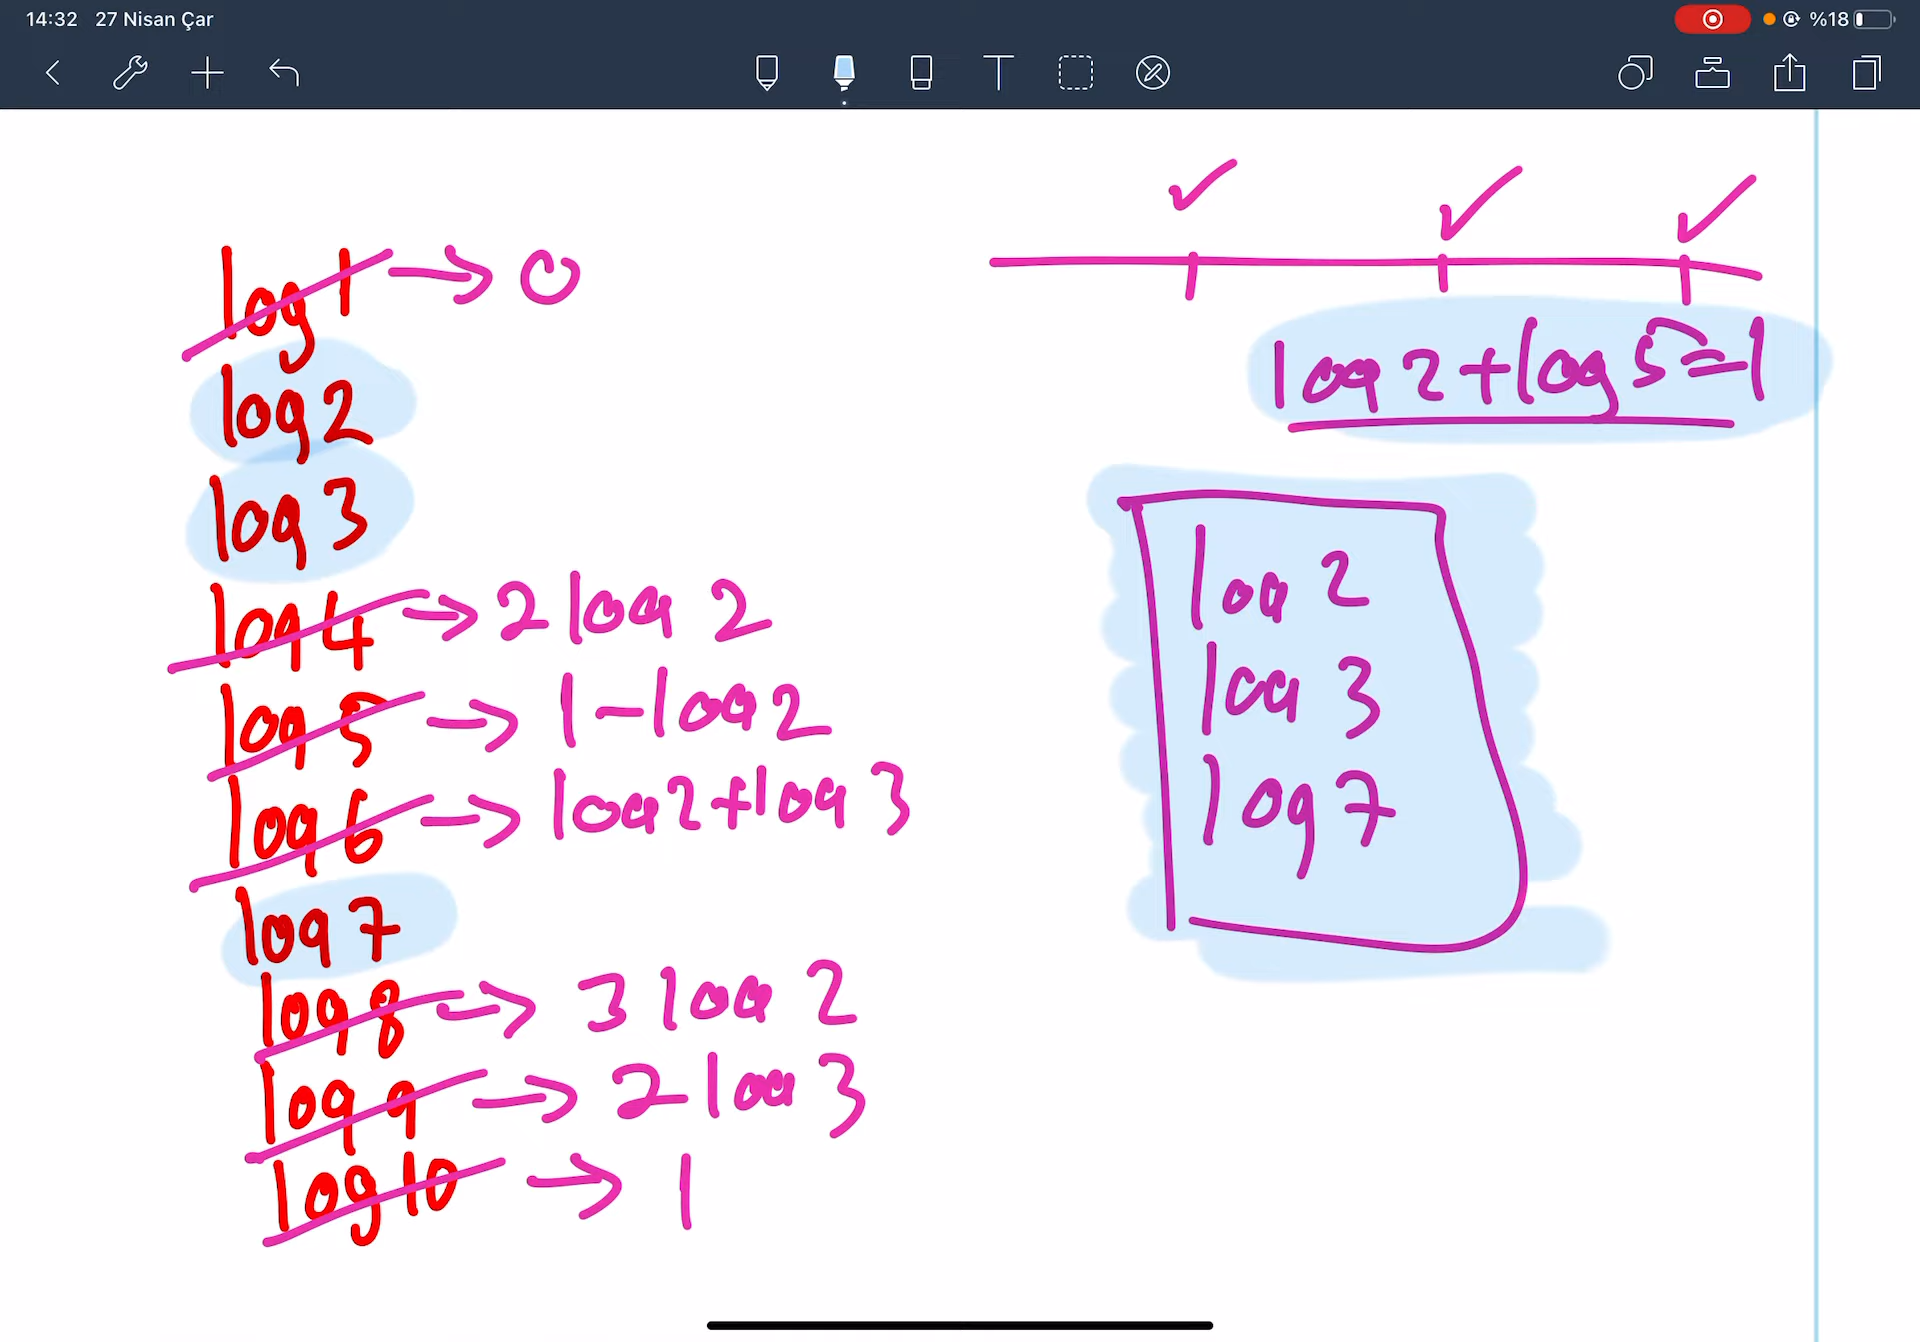 14:32 27 Nisan Çar
%18
log 1 → 0
log 2
log 3
log 4 → 2 log 2
log 5 → 1 - log 2
log 6 → log 2 + log 3
log 7
log 8 → 3 log 2
log 9 → 2 log 3
log 10 → 1
log 2 + log 5 = 1
log 2
log 3
log 7